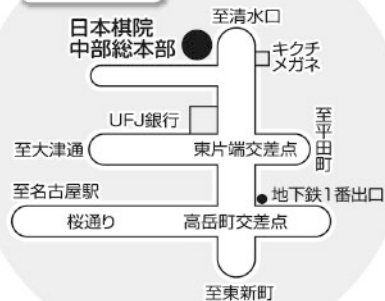 至清水口
日本棋院
中部総本部
キクチ
メガネ
UFJ銀行
至平田町
至大津通
東片端交差点
至名古屋駅
地下鉄1番出口
桜通り
高岳町交差点
至東新町